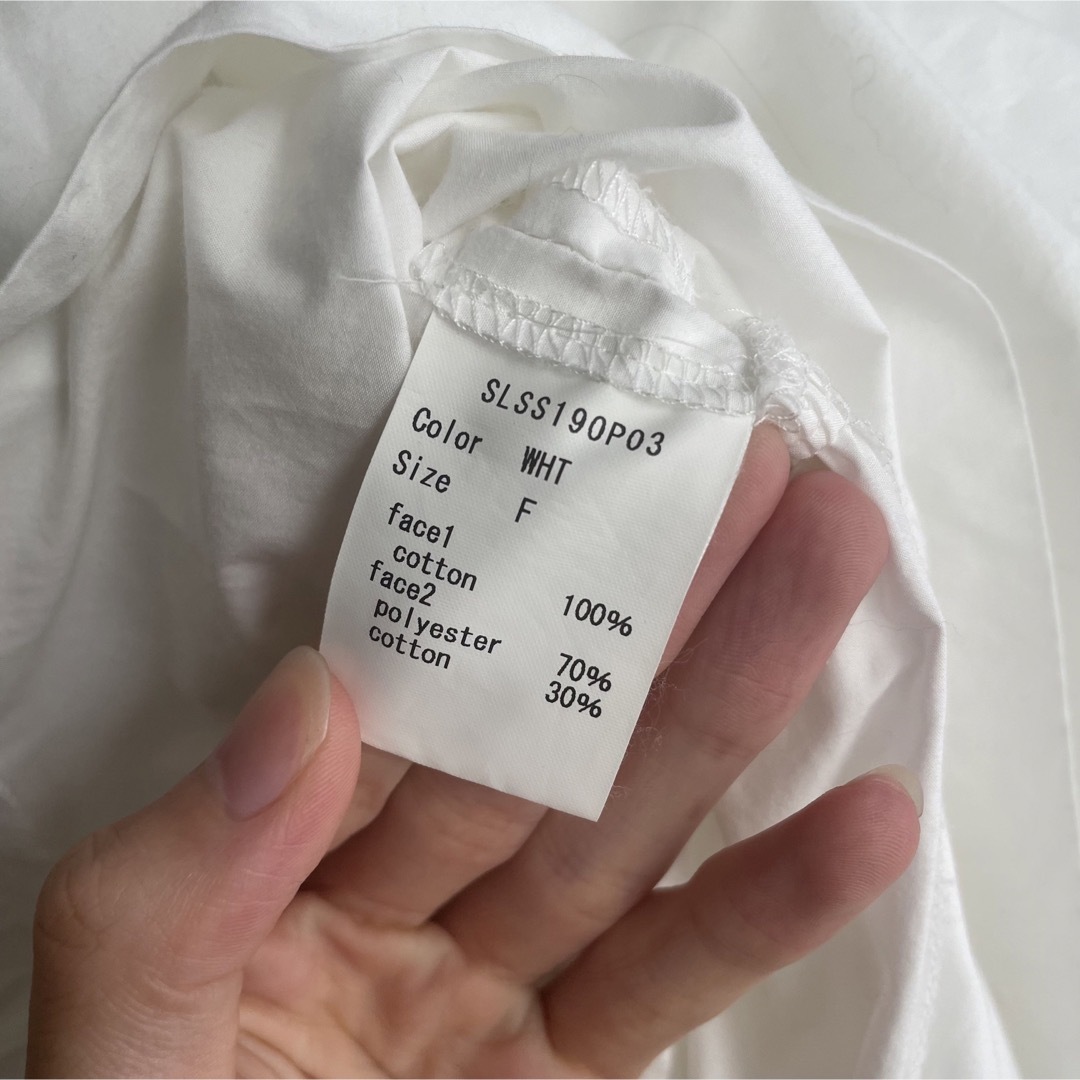 SLSS190P03
Color WHT
Size F
face1
cotton 100%
face2
polyester 70%
cotton 30%